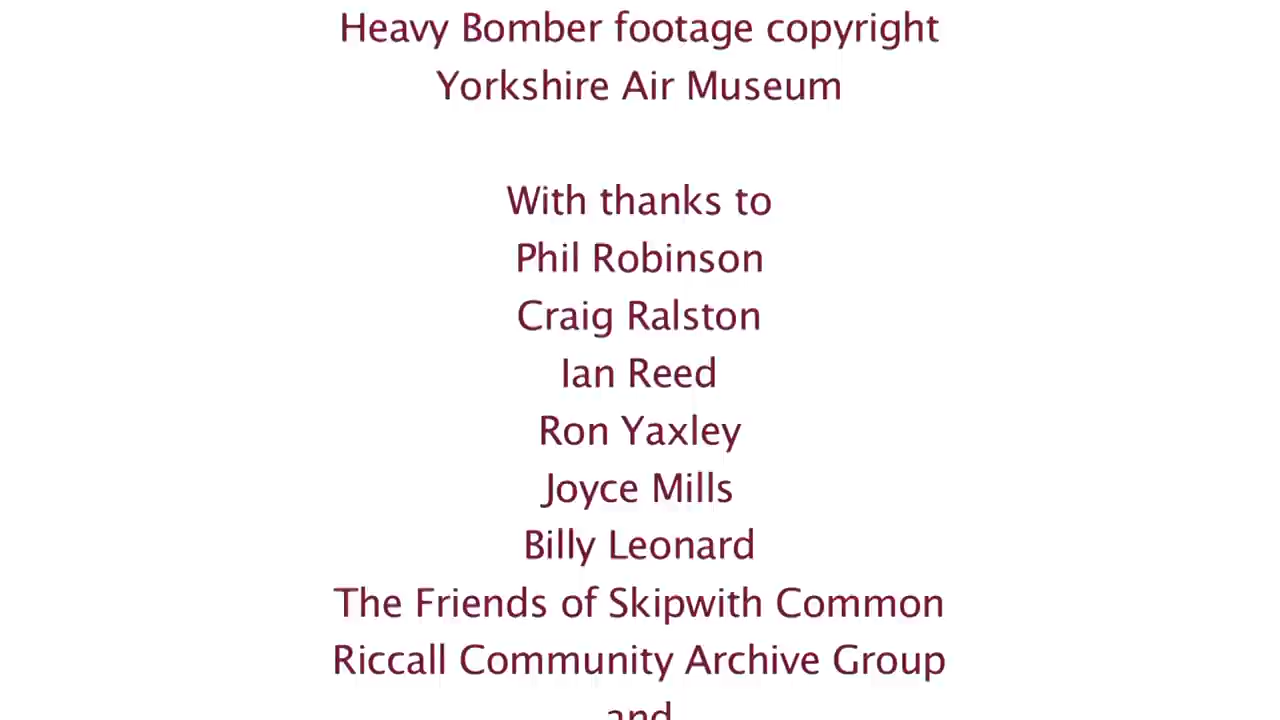 Heavy Bomber footage copyright
Yorkshire Air Museum
With thanks to
Phil Robinson
Craig Ralston
Ian Reed
Ron Yaxley
Joyce Mills
Billy Leonard
The Friends of Skipwith Common
Riccall Community Archive Group
and